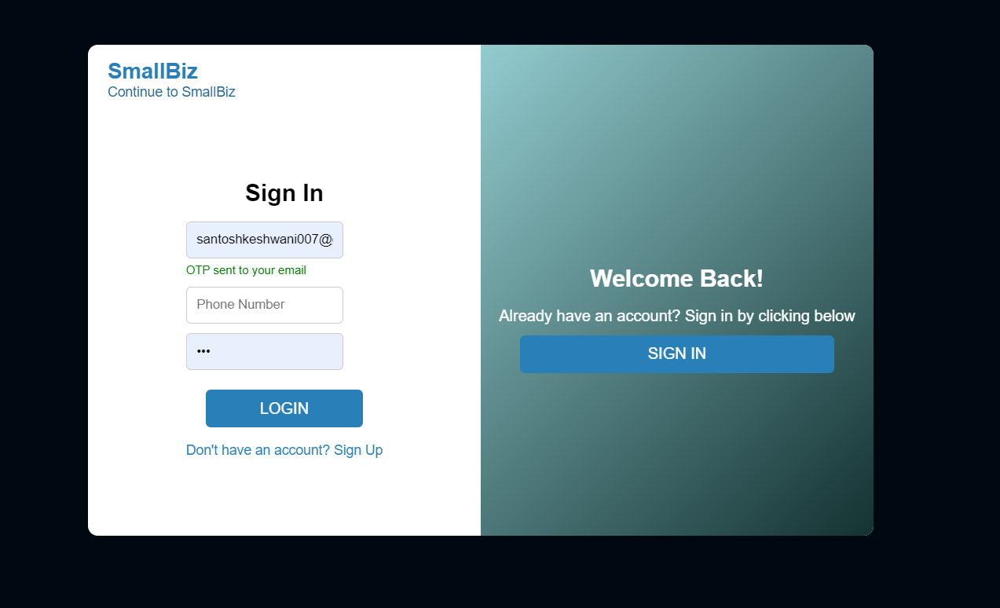 SmallBiz
Continue to SmallBiz
Sign In
santoshkeshwani007@
OTP sent to your email
Phone Number
•••
LOGIN
Don't have an account? Sign Up
Welcome Back!
Already have an account? Sign in by clicking below
SIGN IN